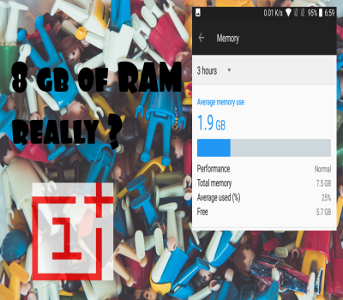 8 GB OF RAM
REALLY ?
1
0.01 K/s 95% 6:59
Memory
3 hours
Average memory use
1.9 GB
Performance Normal
Total memory 7.5 GB
Average used (%) 25%
Free 5.7 GB